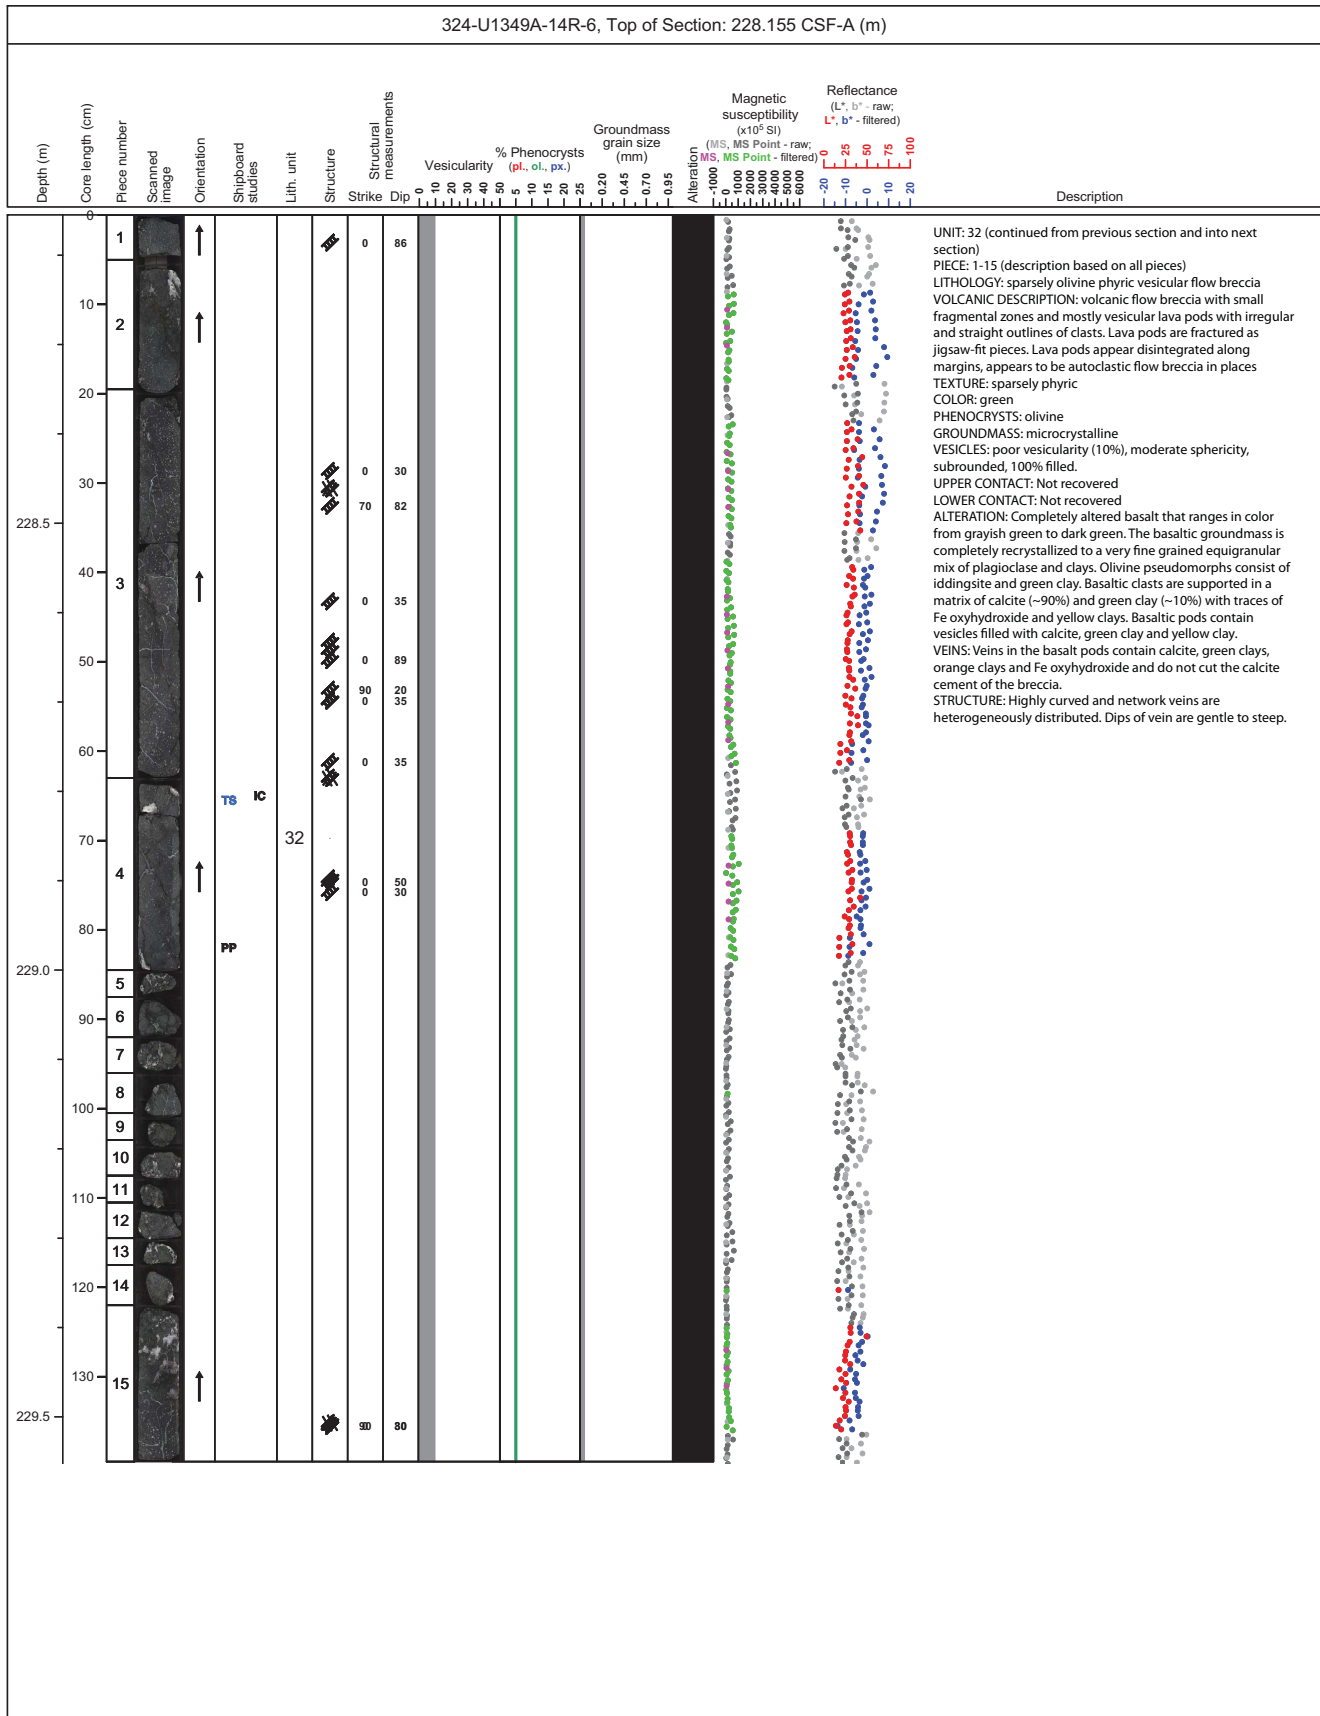 324-U1349A-14R-6, Top of Section: 228.155 CSF-A (m)
Depth (m)
Core length (cm)
Piece number
Scanned
image
Orientation
Shipboard
studies
Lith. unit
Structure
Structural
measurements
Strike Dip
Vesicularity
0 10 20 30 40 50
% Phenocrysts
(pl., ol., px.)
5 10 15 20 25
Groundmass
grain size
(mm)
0.20 0.45 0.70 0.95
Alteration
Magnetic
susceptibility
(x10⁵ SI)
(MS, MS Point - raw;
MS, MS Point - filtered)
-1000 0 1000 2000 3000 4000 5000 6000
Reflectance
(L*, b* - raw;
L*, b* - filtered)
0 25 50 75 100
-20 -10 0 10 20
Description
0
10
20
30
40
50
60
70
80
90
100
110
120
130
228.5
229.0
229.5
1
2
3
4
5
6
7
8
9
10
11
12
13
14
15
TS IC
PP
32
0 86
0 30
70 82
0 35
0 89
90 20
0 35
0 35
0 50
0 30
90 80
UNIT: 32 (continued from previous section and into next
section)
PIECE: 1-15 (description based on all pieces)
LITHOLOGY: sparsely olivine phyric vesicular flow breccia
VOLCANIC DESCRIPTION: volcanic flow breccia with small
fragmental zones and mostly vesicular lava pods with irregular
and straight outlines of clasts. Lava pods are fractured as
jigsaw-fit pieces. Lava pods appear disintegrated along
margins, appears to be autoclastic flow breccia in places
TEXTURE: sparsely phyric
COLOR: green
PHENOCRYSTS: olivine
GROUNDMASS: microcrystalline
VESICLES: poor vesicularity (10%), moderate sphericity,
subrounded, 100% filled.
UPPER CONTACT: Not recovered
LOWER CONTACT: Not recovered
ALTERATION: Completely altered basalt that ranges in color
from grayish green to dark green. The basaltic groundmass is
completely recrystallized to a very fine grained equigranular
mix of plagioclase and clays. Olivine pseudomorphs consist of
iddingsite and green clay. Basaltic clasts are supported in a
matrix of calcite (~90%) and green clay (~10%) with traces of
Fe oxyhydroxide and yellow clays. Basaltic pods contain
vesicles filled with calcite, green clay and yellow clay.
VEINS: Veins in the basalt pods contain calcite, green clays,
orange clays and Fe oxyhydroxide and do not cut the calcite
cement of the breccia.
STRUCTURE: Highly curved and network veins are
heterogeneously distributed. Dips of vein are gentle to steep.